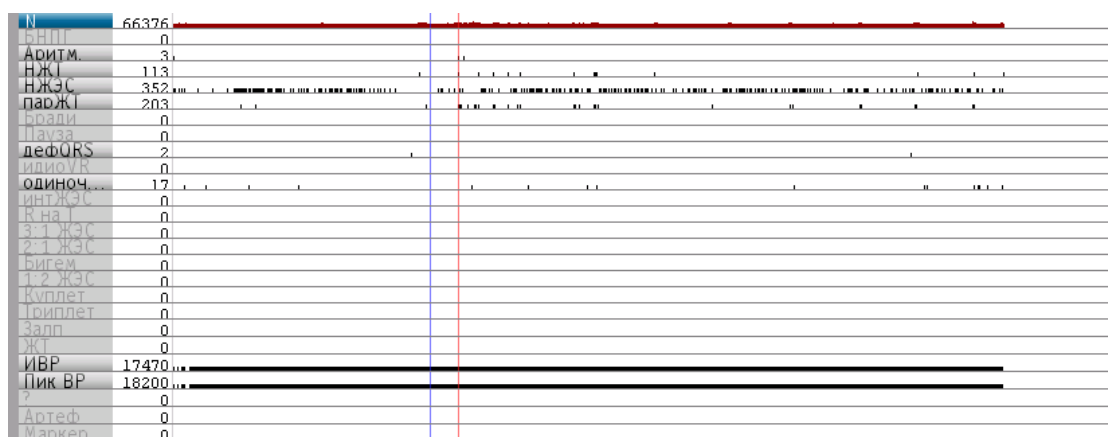 N 66376
БНПГ 0
Аритм. 3
НЖТ 113
НЖЭС 352
парЖТ 203
Бради 0
Пауза 0
дефQRS 2
идиоVR 0
одиноч... 17
интЖЭС 0
R на T 0
3:1 ЖЭС 0
2:1 ЖЭС 0
Бигем 0
1:2 ЖЭС 0
Куплет 0
Триплет 0
Залп 0
ЖТ 0
ИВР 17470
Пик ВР 18200
? 0
Артеф 0
Маркер 0